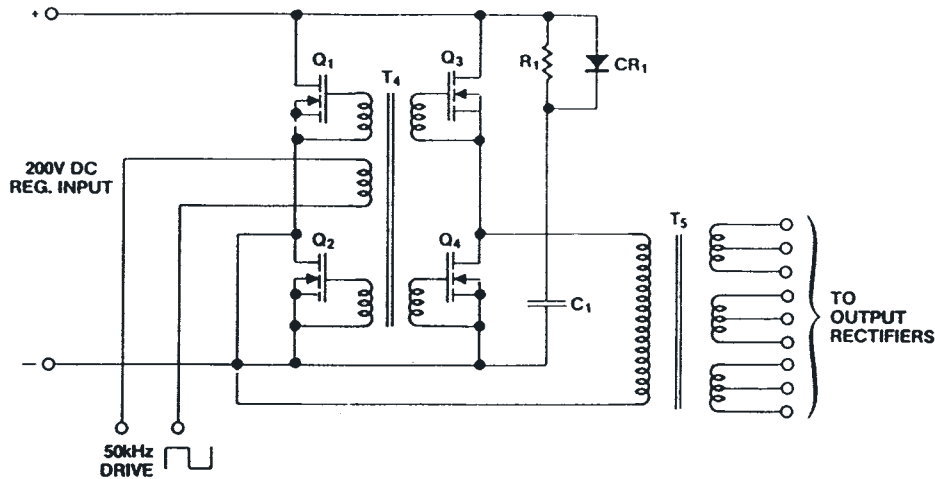 +
Q1
Q3
T4
R1
CR1
200V DC
REG. INPUT
Q2
Q4
T5
C1
TO
OUTPUT
RECTIFIERS
−
50kHz
DRIVE